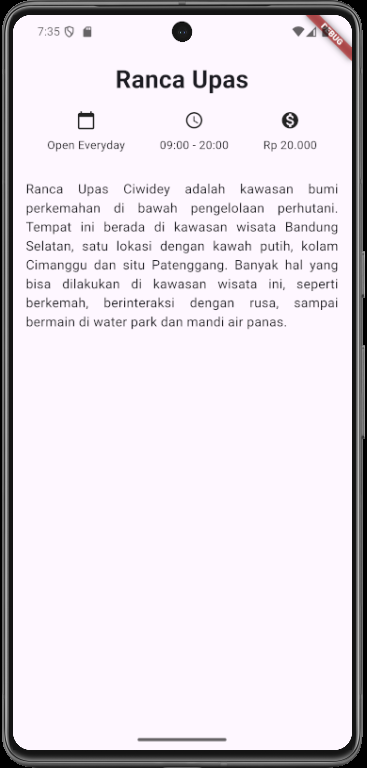 7:35
DEBUG
Ranca Upas
Open Everyday 09:00 - 20:00 Rp 20.000
Ranca Upas Ciwidey adalah kawasan bumi
perkemahan di bawah pengelolaan perhutani.
Tempat ini berada di kawasan wisata Bandung
Selatan, satu lokasi dengan kawah putih, kolam
Cimanggu dan situ Patenggang. Banyak hal yang
bisa dilakukan di kawasan wisata ini, seperti
berkemah, berinteraksi dengan rusa, sampai
bermain di water park dan mandi air panas.